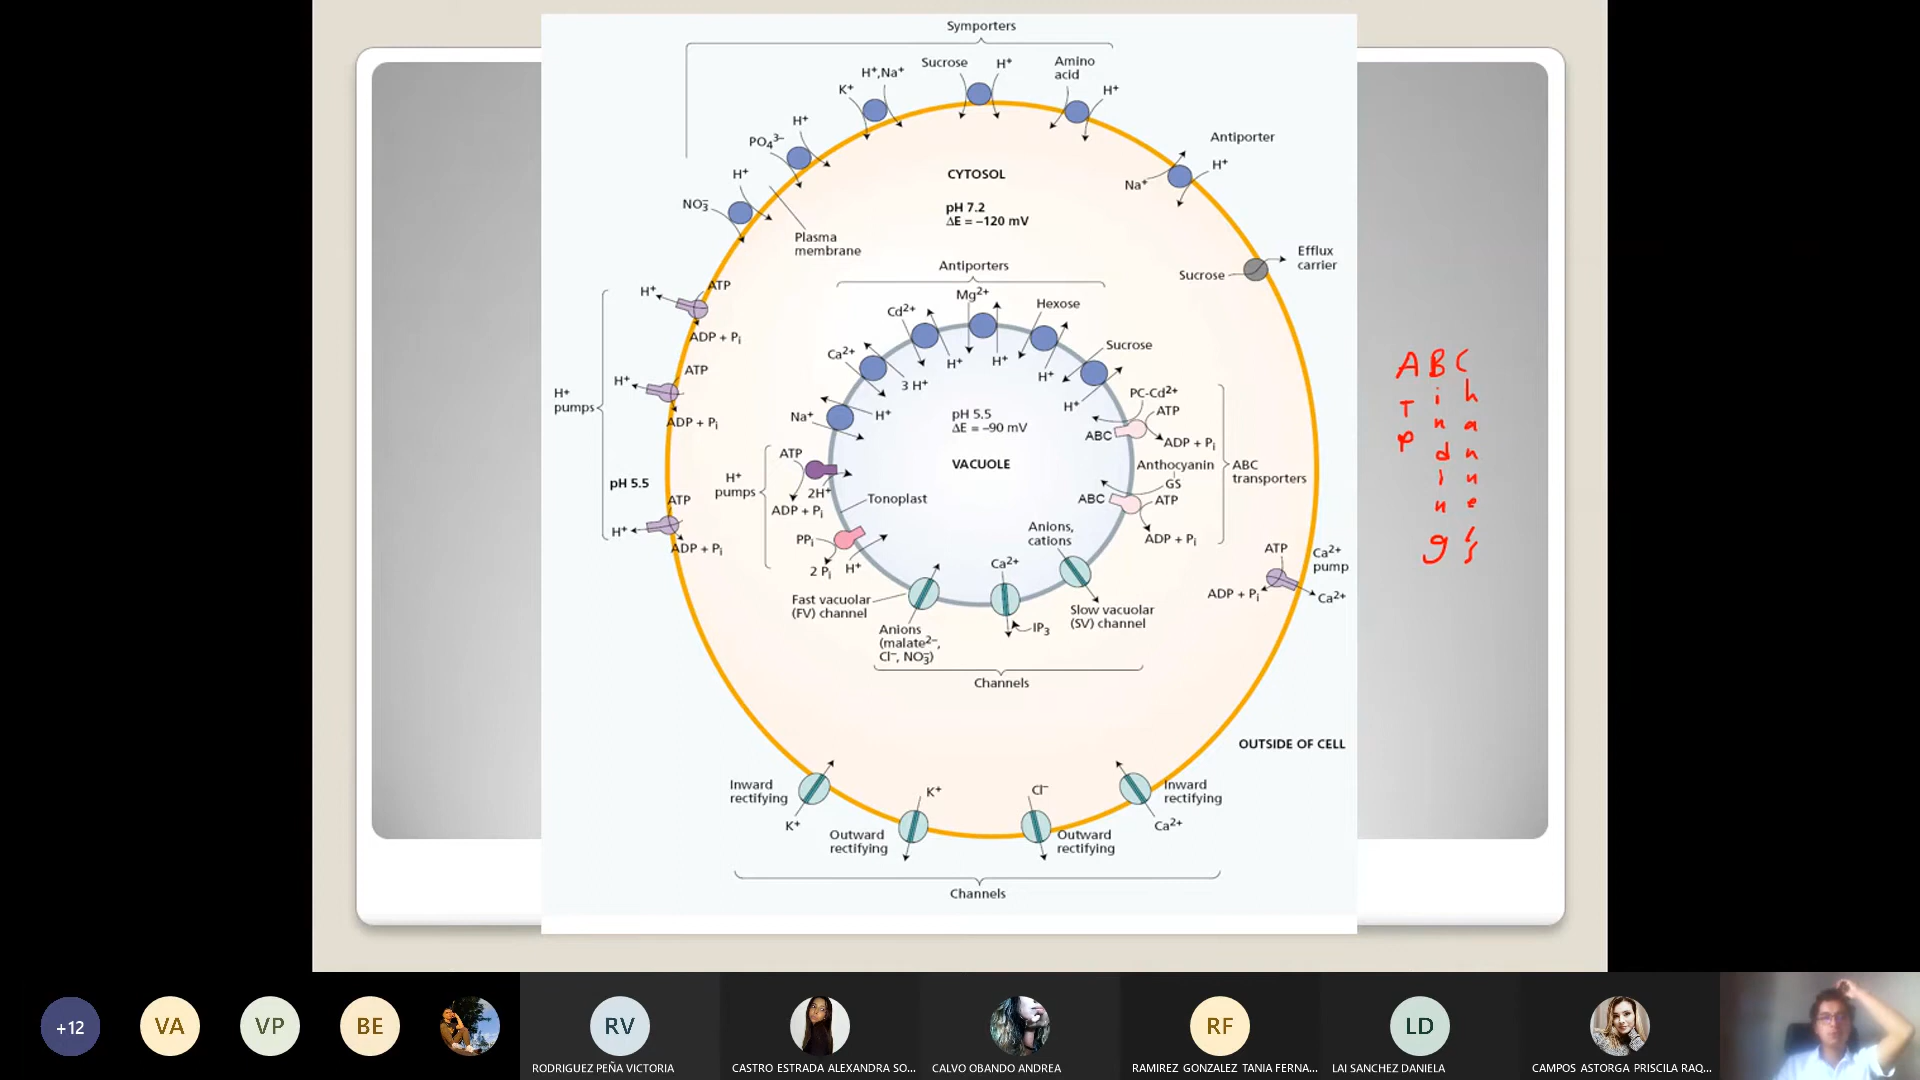 Symporters
H⁺,Na⁺
Sucrose
H⁺
Amino
acid
K⁺
H⁺
H⁺
PO₄³⁻
Antiporter
H⁺
H⁺
Na⁺
NO₃⁻
CYTOSOL
pH 7.2
ΔE = –120 mV
Plasma
membrane
Efflux
carrier
Sucrose
Antiporters
H⁺
ATP
ADP + Pᵢ
Cd²⁺
Mg²⁺
Hexose
Ca²⁺
H⁺
H⁺
H⁺
Sucrose
3 H⁺
H⁺
ATP
ADP + Pᵢ
H⁺
pumps
Na⁺
H⁺
pH 5.5
ΔE = –90 mV
VACUOLE
H⁺
PC-Cd²⁺
ATP
ABC
ADP + Pᵢ
Anthocyanin
GS
ABC
ATP
ADP + Pᵢ
ABC
transporters
ATP
H⁺
pumps
2H⁺
ADP + Pᵢ
Tonoplast
pH 5.5
ATP
H⁺
ADP + Pᵢ
PPᵢ
2 Pᵢ
H⁺
Anions,
cations
Ca²⁺
Fast vacuolar
(FV) channel
Anions
(malate²⁻,
Cl⁻, NO₃⁻)
IP₃
Slow vacuolar
(SV) channel
Channels
ATP
Ca²⁺
pump
ADP + Pᵢ
Ca²⁺
OUTSIDE OF CELL
Inward
rectifying
K⁺
K⁺
Outward
rectifying
Cl⁻
Outward
rectifying
Inward
rectifying
Ca²⁺
Channels
ABC
ATP
Binding
Channels
+12
VA
VP
BE
RV
RF
LD
RODRIGUEZ PEÑA VICTORIA
CASTRO ESTRADA ALEXANDRA SO...
CALVO OBANDO ANDREA
RAMIREZ GONZALEZ TANIA FERNA...
LAI SANCHEZ DANIELA
CAMPOS ASTORGA PRISCILA RAQ...